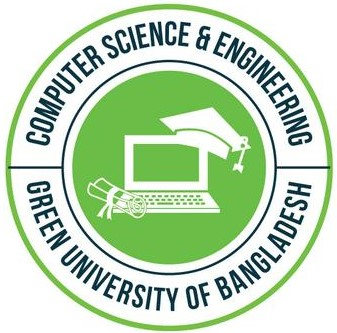 COMPUTER SCIENCE & ENGINEERING
GREEN UNIVERSITY OF BANGLADESH